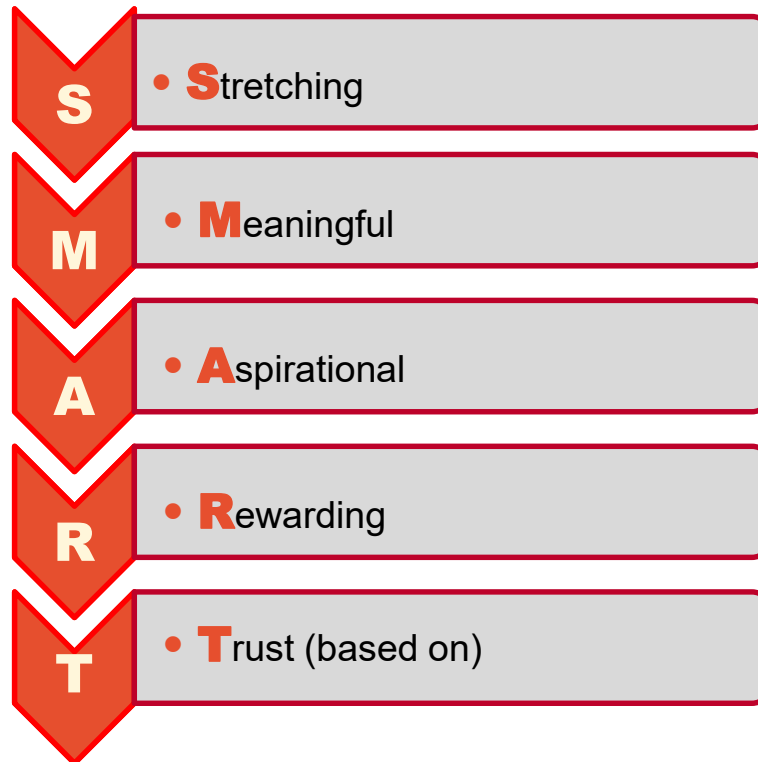 S
• Stretching
M
• Meaningful
A
• Aspirational
R
• Rewarding
T
• Trust (based on)